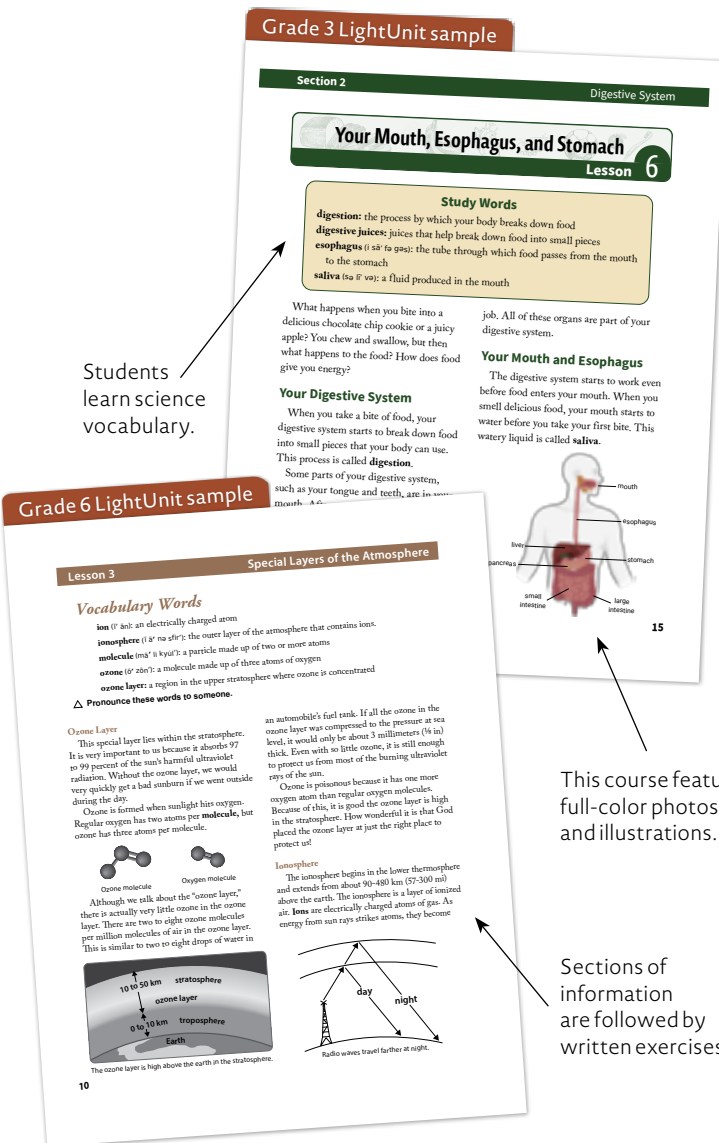 Grade 3 LightUnit sample
Section 2
Digestive System
Your Mouth, Esophagus, and Stomach
Lesson 6
Study Words
digestion: the process by which your body breaks down food
digestive juices: juices that help break down food into small pieces
esophagus (i säʹ fə gəs): the tube through which food passes from the mouth
to the stomach
saliva (sə līʹ və): a fluid produced in the mouth
What happens when you bite into a
delicious chocolate chip cookie or a juicy
apple? You chew and swallow, but then
what happens to the food? How does food
give you energy?
Your Digestive System
When you take a bite of food, your
digestive system starts to break down food
into small pieces that your body can use.
This process is called digestion.
Some parts of your digestive system,
such as your tongue and teeth, are in your
mouth.
job. All of these organs are part of your
digestive system.
Your Mouth and Esophagus
The digestive system starts to work even
before food enters your mouth. When you
smell delicious food, your mouth starts to
water before you take your first bite. This
watery liquid is called saliva.
mouth
esophagus
liver
stomach
pancreas
small
intestine
large
intestine
15
Students
learn science
vocabulary.
Grade 6 LightUnit sample
Lesson 3
Special Layers of the Atmosphere
Vocabulary Words
ion (īʹ än): an electrically charged atom
ionosphere (ī äʹ nə sfirʹ): the outer layer of the atmosphere that contains ions.
molecule (mäʹ li kyülʹ): a particle made up of two or more atoms
ozone (ōʹ zōnʹ): a molecule made up of three atoms of oxygen
ozone layer: a region in the upper stratosphere where ozone is concentrated
△ Pronounce these words to someone.
Ozone Layer
This special layer lies within the stratosphere.
It is very important to us because it absorbs 97
to 99 percent of the sun's harmful ultraviolet
radiation. Without the ozone layer, we would
very quickly get a bad sunburn if we went outside
during the day.
Ozone is formed when sunlight hits oxygen.
Regular oxygen has two atoms per molecule, but
ozone has three atoms per molecule.
Ozone molecule
Oxygen molecule
Although we talk about the "ozone layer,"
there is actually very little ozone in the ozone
layer. There are two to eight ozone molecules
per million molecules of air in the ozone layer.
This is similar to two to eight drops of water in
an automobile's fuel tank. If all the ozone in the
ozone layer was compressed to the pressure at sea
level, it would only be about 3 millimeters (⅛ in)
thick. Even with so little ozone, it is still enough
to protect us from most of the burning ultraviolet
rays of the sun.
Ozone is poisonous because it has one more
oxygen atom than regular oxygen molecules.
Because of this, it is good the ozone layer is high
in the stratosphere. How wonderful it is that God
placed the ozone layer at just the right place to
protect us!
Ionosphere
The ionosphere begins in the lower thermosphere
and extends from about 90-480 km (57-300 mi)
above the earth. The ionosphere is a layer of ionized
air. Ions are electrically charged atoms of gas. As
energy from sun rays strikes atoms, they become
10 to 50 km
stratosphere
ozone layer
0 to 10 km
troposphere
Earth
The ozone layer is high above the earth in the stratosphere.
day
night
Radio waves travel farther at night.
10
This course featu
full-color photos
and illustrations.
Sections of
information
are followed by
written exercises